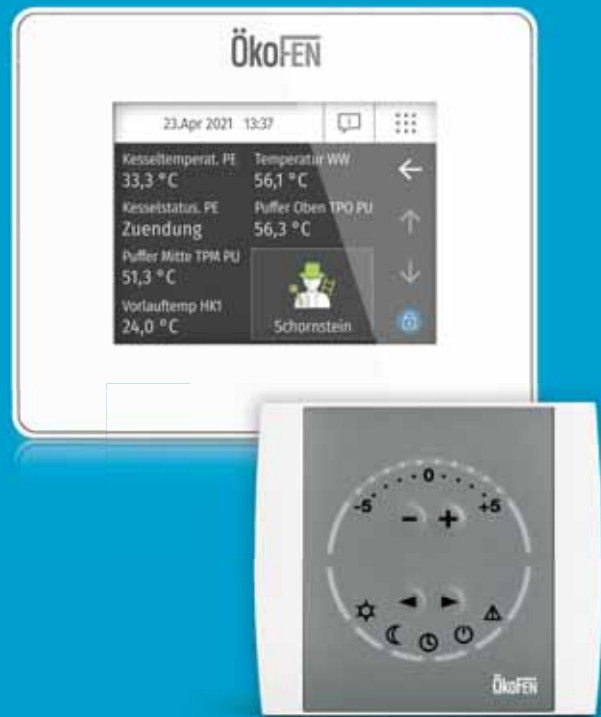 ÖkoFEN
23.Apr 2021 13:37
Kesseltemperat. PE Temperatur WW
33,3 °C 56,1 °C
Kesselstatus. PE Puffer Oben TPO PU
Zuendung 56,3 °C
Puffer Mitte TPM PU
51,3 °C
Vorlauftemp HK1
24,0 °C
Schornstein
0
-5 +5
- +
ÖkoFEN